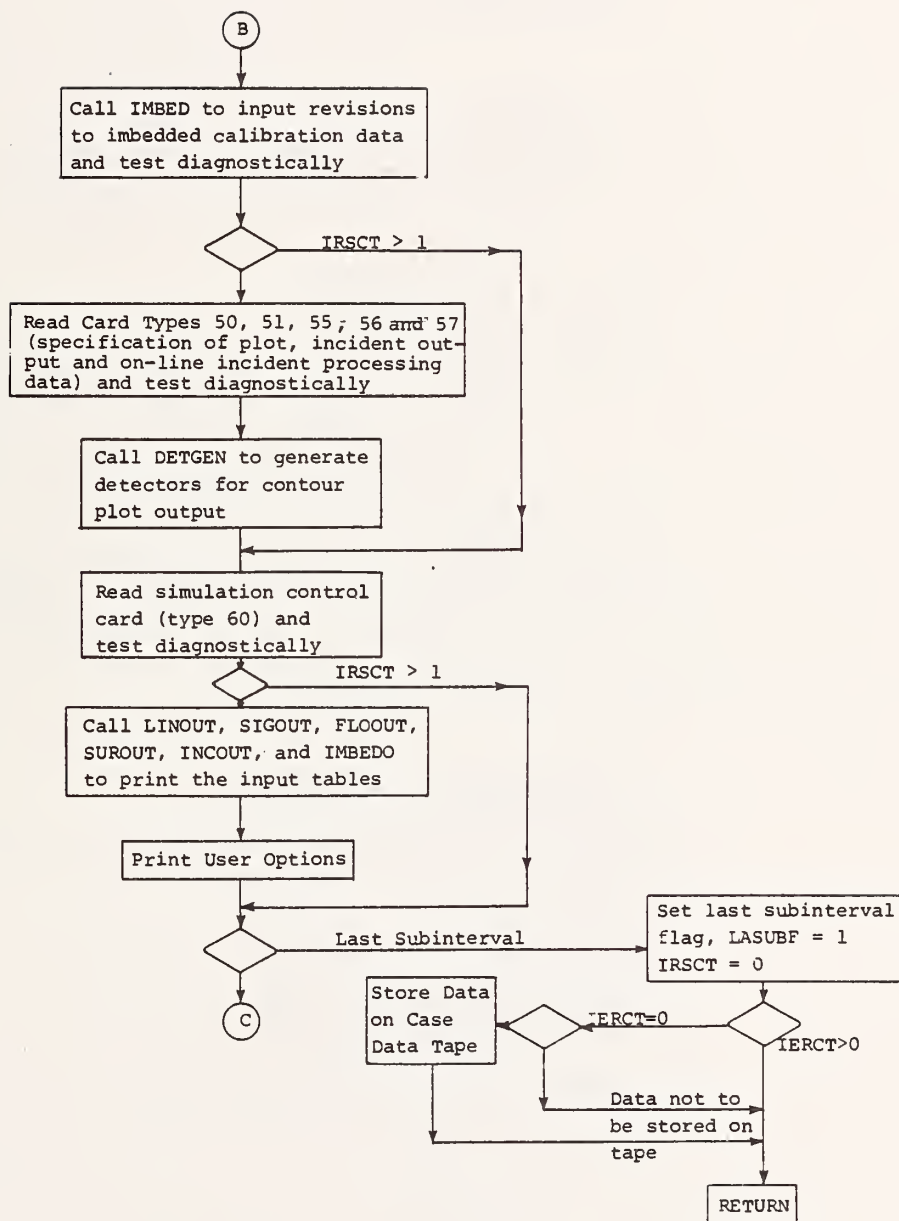 B
Call IMBED to input revisions
to imbedded calibration data
and test diagnostically
IRSCT > 1
Read Card Types 50, 51, 55, 56 and 57
(specification of plot, incident out-
put and on-line incident processing
data) and test diagnostically
Call DETGEN to generate
detectors for contour
plot output
Read simulation control
card (type 60) and
test diagnostically
IRSCT > 1
Call LINOUT, SIGOUT, FLOOUT,
SUROUT, INCOUT, and IMBEDO
to print the input tables
Print User Options
Last Subinterval
Set last subinterval
flag, LASUBF = 1
IRSCT = 0
C
Store Data
on Case
Data Tape
IERCT=0
IERCT>0
Data not to
be stored on
tape
RETURN